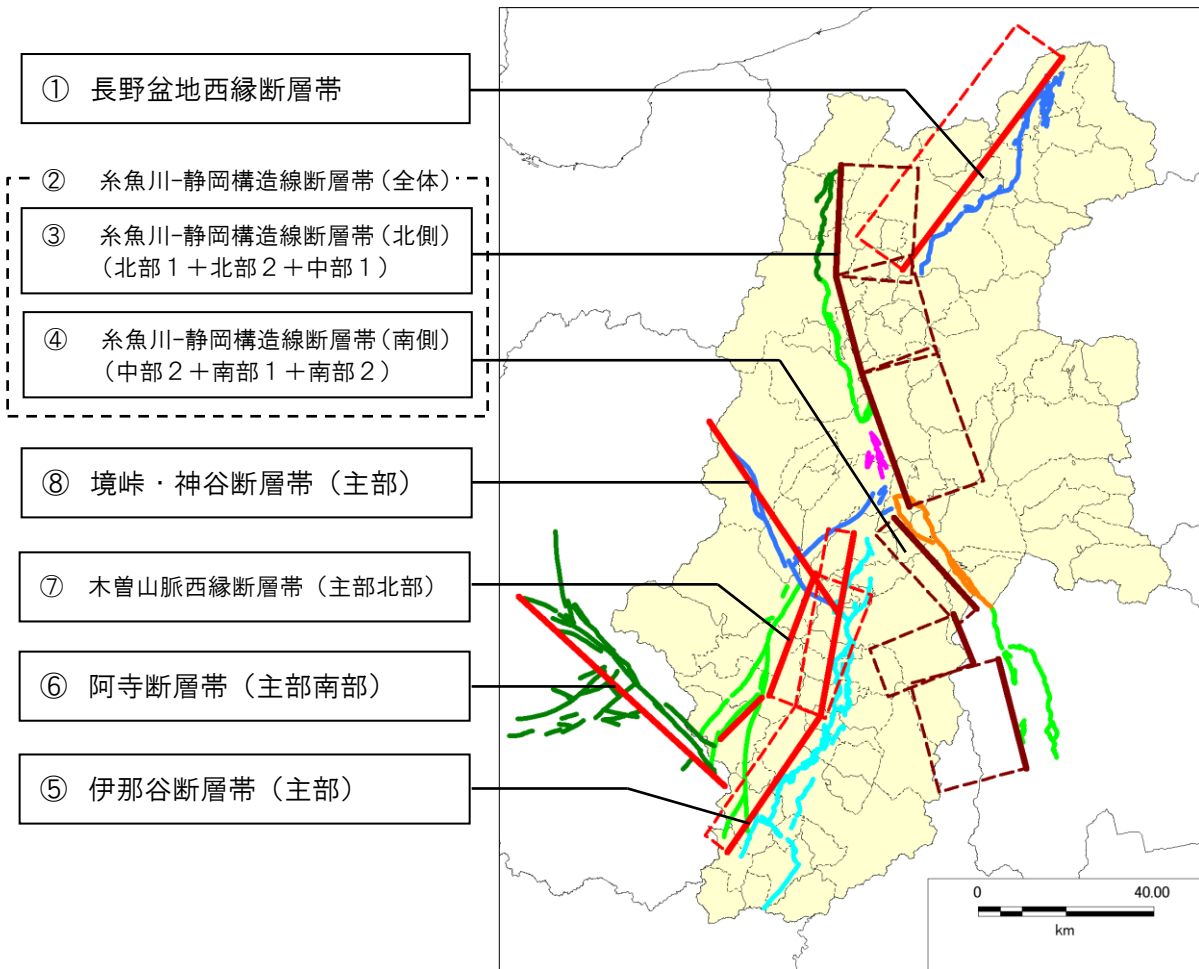 ① 長野盆地西縁断層帯
② 糸魚川-静岡構造線断層帯(全体)
③ 糸魚川-静岡構造線断層帯(北側)
(北部1+北部2+中部1)
④ 糸魚川-静岡構造線断層帯(南側)
(中部2+南部1+南部2)
⑧ 境峠・神谷断層帯(主部)
⑦ 木曽山脈西縁断層帯(主部北部)
⑥ 阿寺断層帯(主部南部)
⑤ 伊那谷断層帯(主部)
0 40.00
km